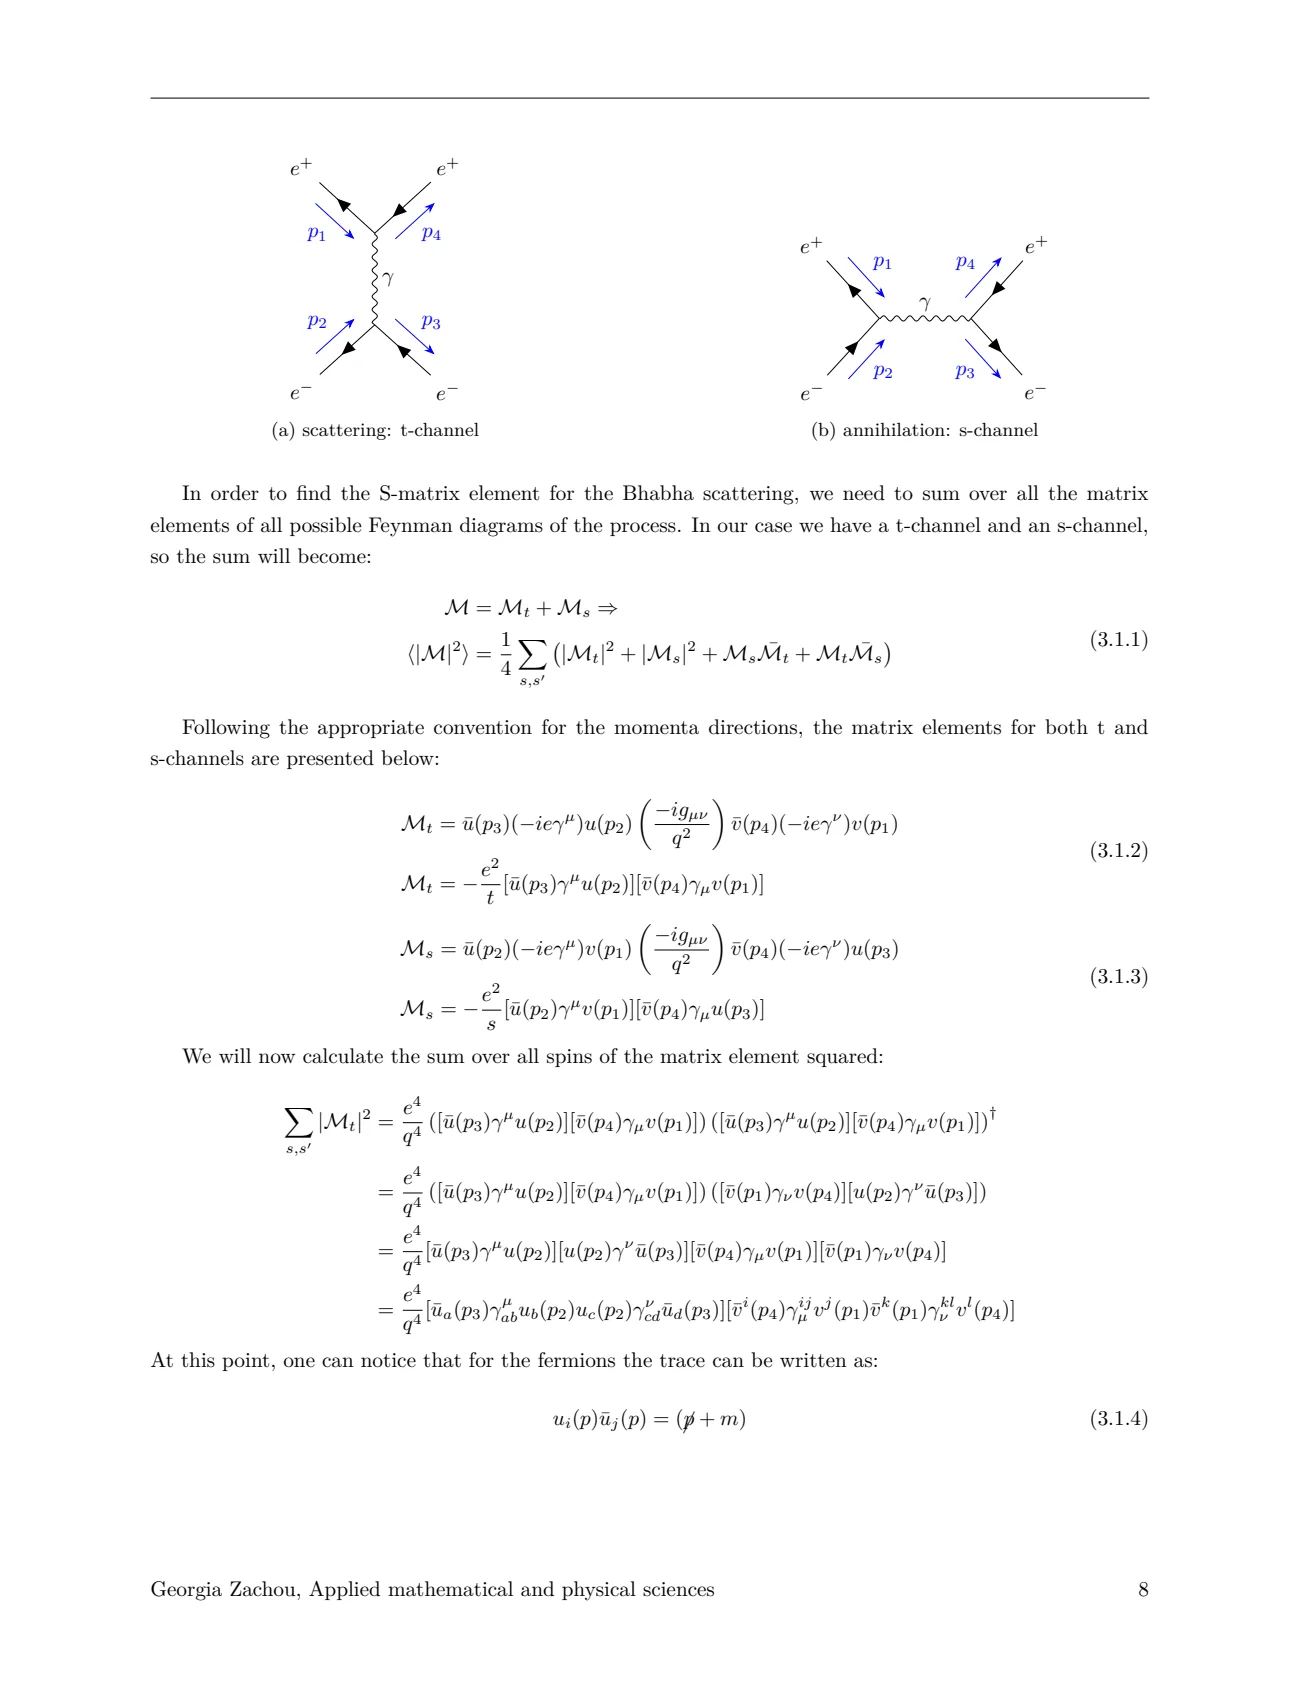 e⁺ e⁺
p₁ p₄
γ
p₂ p₃
e⁻ e⁻
(a) scattering: t-channel
e⁺ e⁺
p₁ p₄
γ
p₂ p₃
e⁻ e⁻
(b) annihilation: s-channel
In order to find the S-matrix element for the Bhabha scattering, we need to sum over all the matrix
elements of all possible Feynman diagrams of the process. In our case we have a t-channel and an s-channel,
so the sum will become:
ℳ = ℳ_t + ℳ_s ⇒
⟨|ℳ|²⟩ = 1/4 ∑_{s,s′} (|ℳ_t|² + |ℳ_s|² + ℳ_s ℳ̄_t + ℳ_t ℳ̄_s) (3.1.1)
Following the appropriate convention for the momenta directions, the matrix elements for both t and
s-channels are presented below:
ℳ_t = ū(p₃)(−ieγ^μ)u(p₂) (−ig_{μν}/q²) v̄(p₄)(−ieγ^ν)v(p₁)
ℳ_t = −e²/t [ū(p₃)γ^μ u(p₂)][v̄(p₄)γ_μ v(p₁)] (3.1.2)
ℳ_s = ū(p₂)(−ieγ^μ)v(p₁) (−ig_{μν}/q²) v̄(p₄)(−ieγ^ν)u(p₃)
ℳ_s = −e²/s [ū(p₂)γ^μ v(p₁)][v̄(p₄)γ_μ u(p₃)] (3.1.3)
We will now calculate the sum over all spins of the matrix element squared:
∑_{s,s′} |ℳ_t|² = e⁴/q⁴ ([ū(p₃)γ^μ u(p₂)][v̄(p₄)γ_μ v(p₁)]) ([ū(p₃)γ^μ u(p₂)][v̄(p₄)γ_μ v(p₁)])^†
= e⁴/q⁴ ([ū(p₃)γ^μ u(p₂)][v̄(p₄)γ_μ v(p₁)]) ([v̄(p₁)γ_ν v(p₄)][u(p₂)γ^ν ū(p₃)])
= e⁴/q⁴ [ū(p₃)γ^μ u(p₂)][u(p₂)γ^ν ū(p₃)][v̄(p₄)γ_μ v(p₁)][v̄(p₁)γ_ν v(p₄)]
= e⁴/q⁴ [ū_a(p₃)γ^μ_{ab} u_b(p₂)u_c(p₂)γ^ν_{cd} ū_d(p₃)][v̄^i(p₄)γ_μ^{ij} v^j(p₁)v̄^k(p₁)γ_ν^{kl} v^l(p₄)]
At this point, one can notice that for the fermions the trace can be written as:
u_i(p)ū_j(p) = (p̸ + m) (3.1.4)
Georgia Zachou, Applied mathematical and physical sciences 8